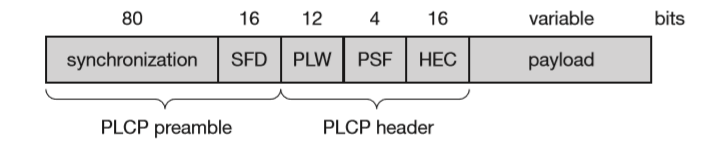 80 16 12 4 16 variable bits
synchronization SFD PLW PSF HEC payload
PLCP preamble PLCP header